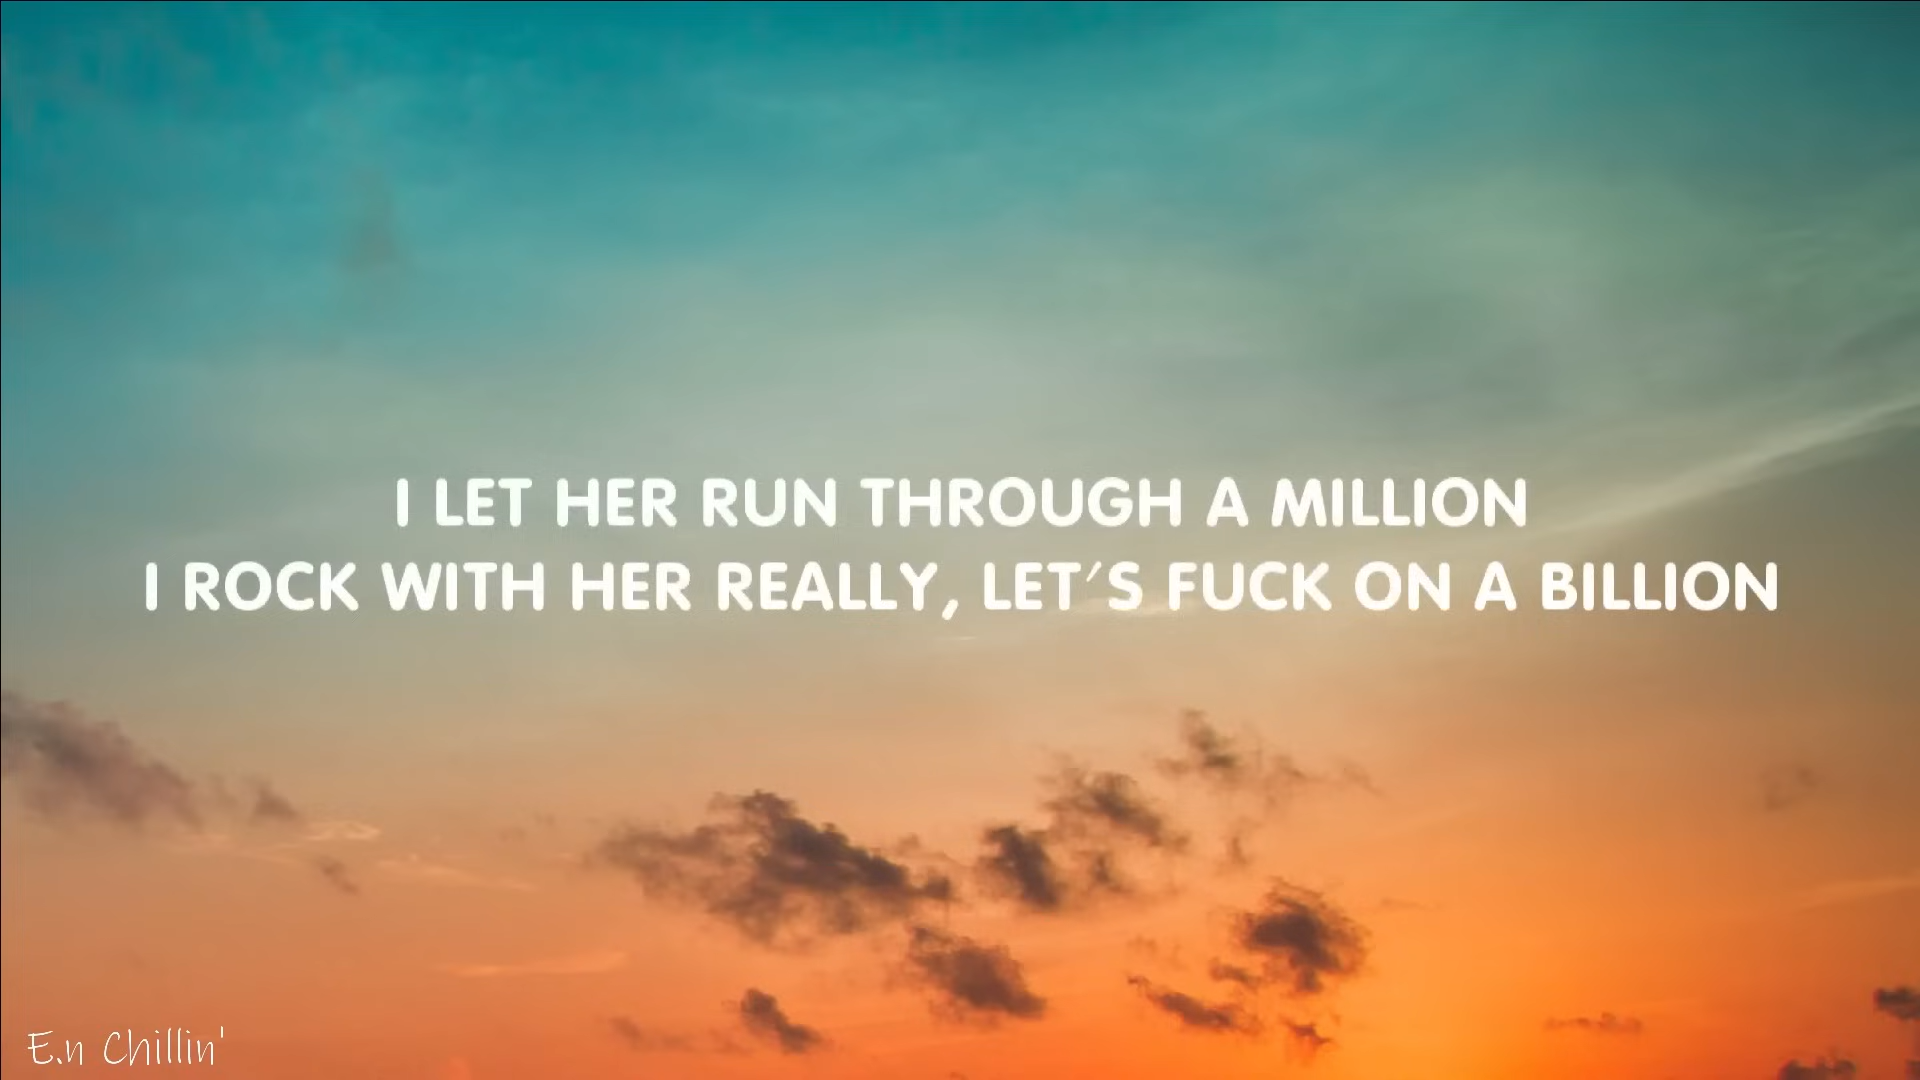 I LET HER RUN THROUGH A MILLION
I ROCK WITH HER REALLY, LET'S FUCK ON A BILLION
E.n Chillin'